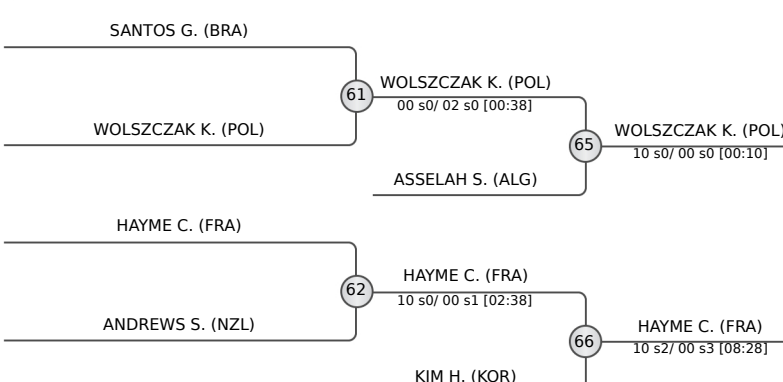 SANTOS G. (BRA)
61
WOLSZCZAK K. (POL)
00 s0/ 02 s0 [00:38]
WOLSZCZAK K. (POL)
65
WOLSZCZAK K. (POL)
10 s0/ 00 s0 [00:10]
ASSELAH S. (ALG)
HAYME C. (FRA)
62
HAYME C. (FRA)
10 s0/ 00 s1 [02:38]
ANDREWS S. (NZL)
66
HAYME C. (FRA)
10 s2/ 00 s3 [08:28]
KIM H. (KOR)